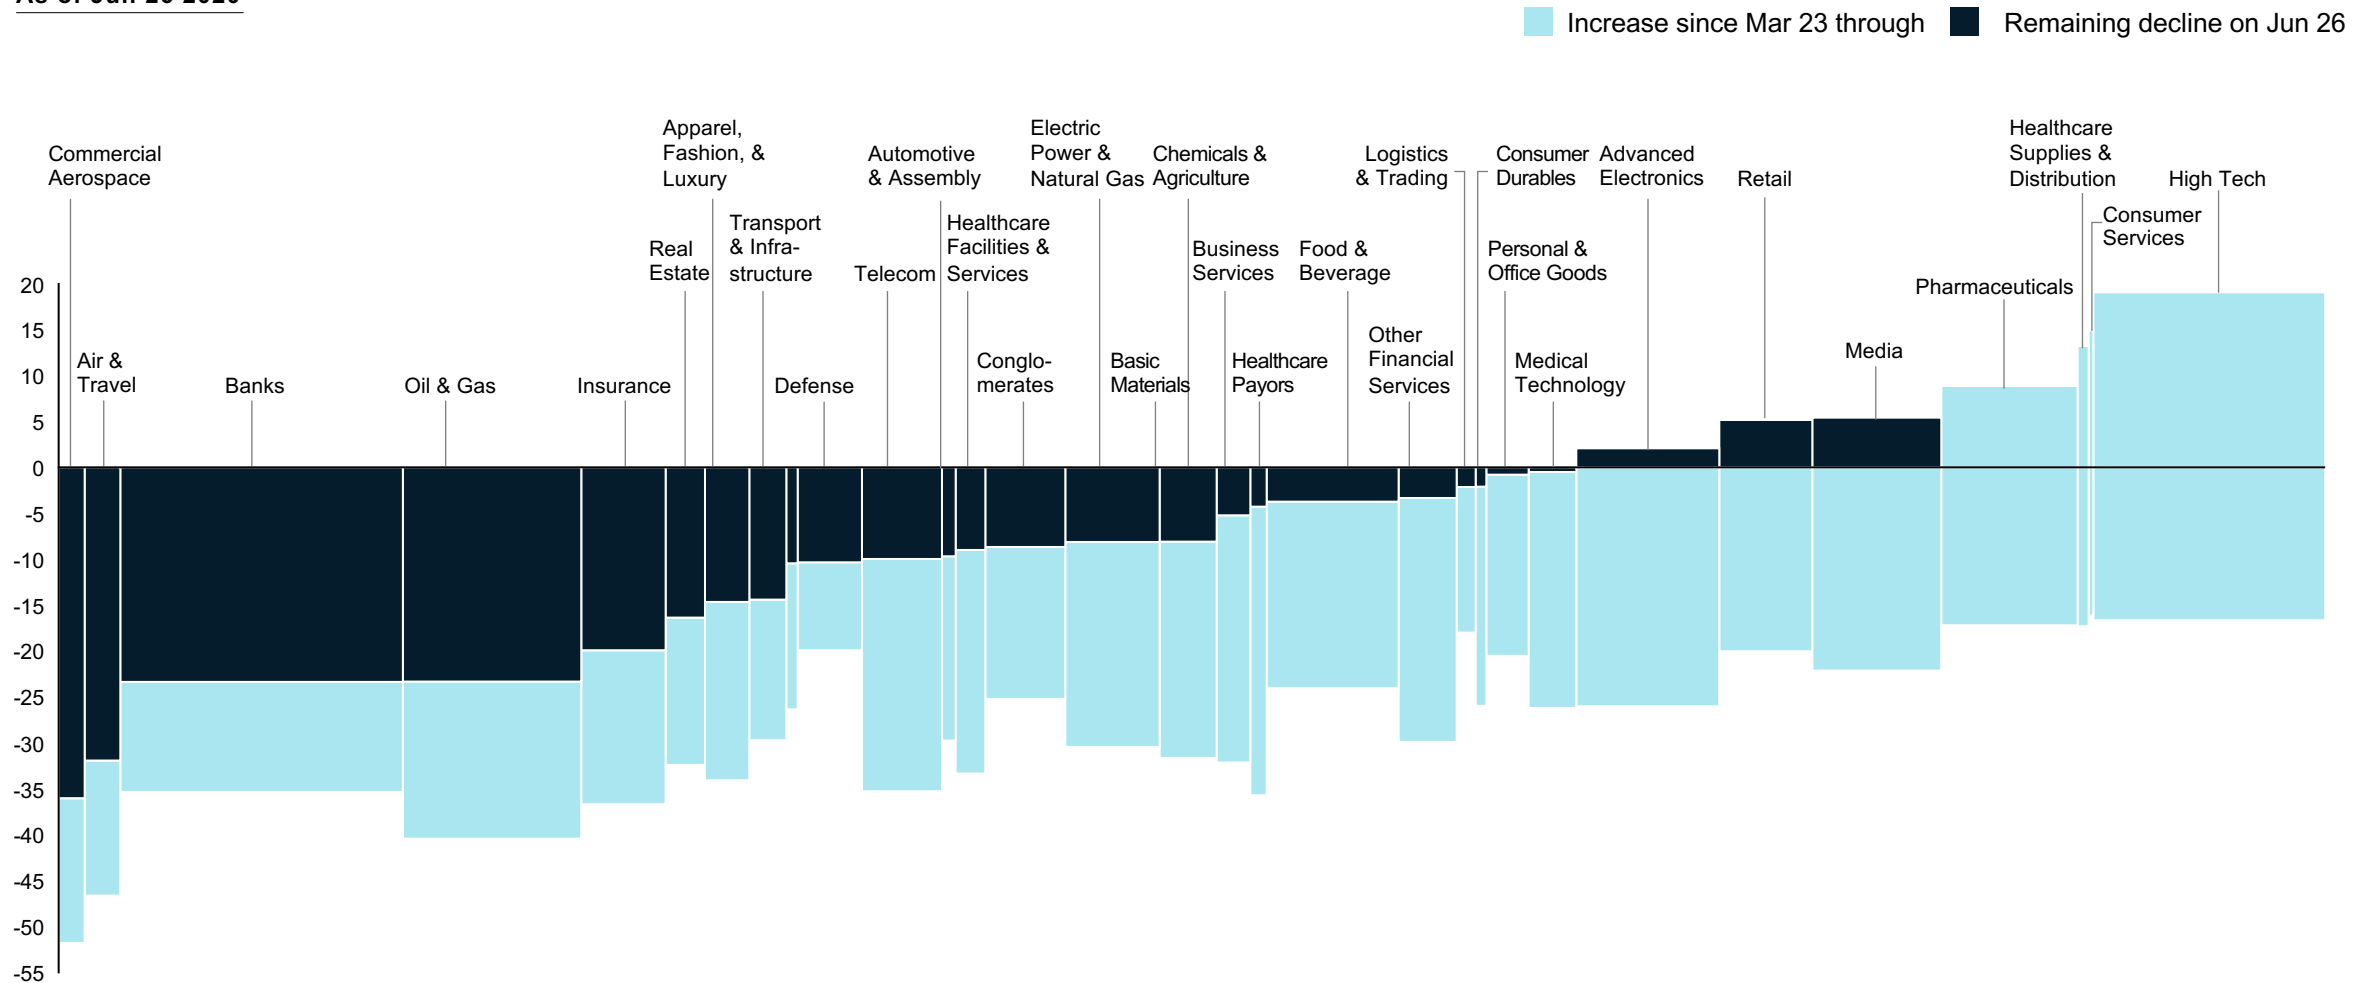 Increase since Mar 23 through
Remaining decline on Jun 26
Commercial
Aerospace
Air &
Travel
Banks
Oil & Gas
Insurance
Real
Estate
Apparel,
Fashion, &
Luxury
Transport
& Infra-
structure
Defense
Telecom
Automotive
& Assembly
Healthcare
Facilities &
Services
Conglo-
merates
Electric
Power &
Natural Gas
Basic
Materials
Chemicals &
Agriculture
Business
Services
Healthcare
Payors
Food &
Beverage
Other
Financial
Services
Logistics
& Trading
Consumer
Durables
Personal &
Office Goods
Medical
Technology
Advanced
Electronics
Retail
Media
Pharmaceuticals
Healthcare
Supplies &
Distribution
Consumer
Services
High Tech
20
15
10
5
0
-5
-10
-15
-20
-25
-30
-35
-40
-45
-50
-55